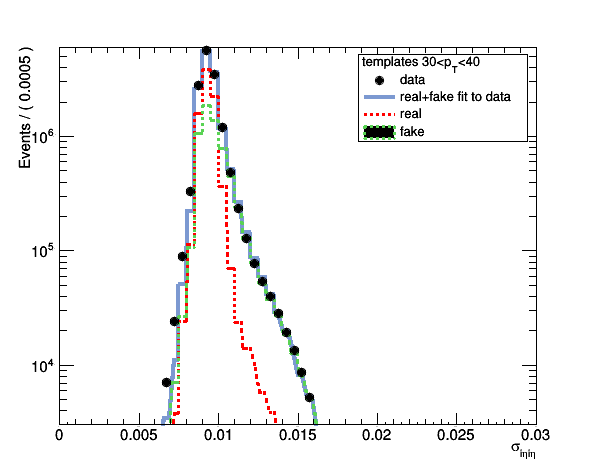 templates 30<p_T<40
data
real+fake fit to data
real
fake
Events / ( 0.0005 )
10^6
10^5
10^4
0 0.005 0.01 0.015 0.02 0.025 0.03
σ_iηiη